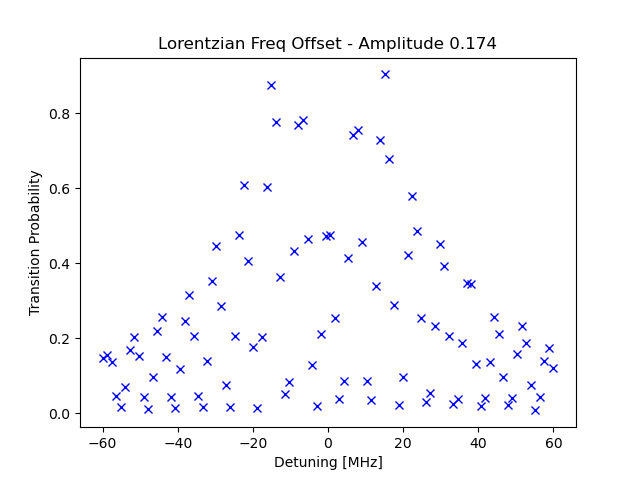 Lorentzian Freq Offset - Amplitude 0.174
Transition Probability
0.8
0.6
0.4
0.2
0.0
−60 −40 −20 0 20 40 60
Detuning [MHz]